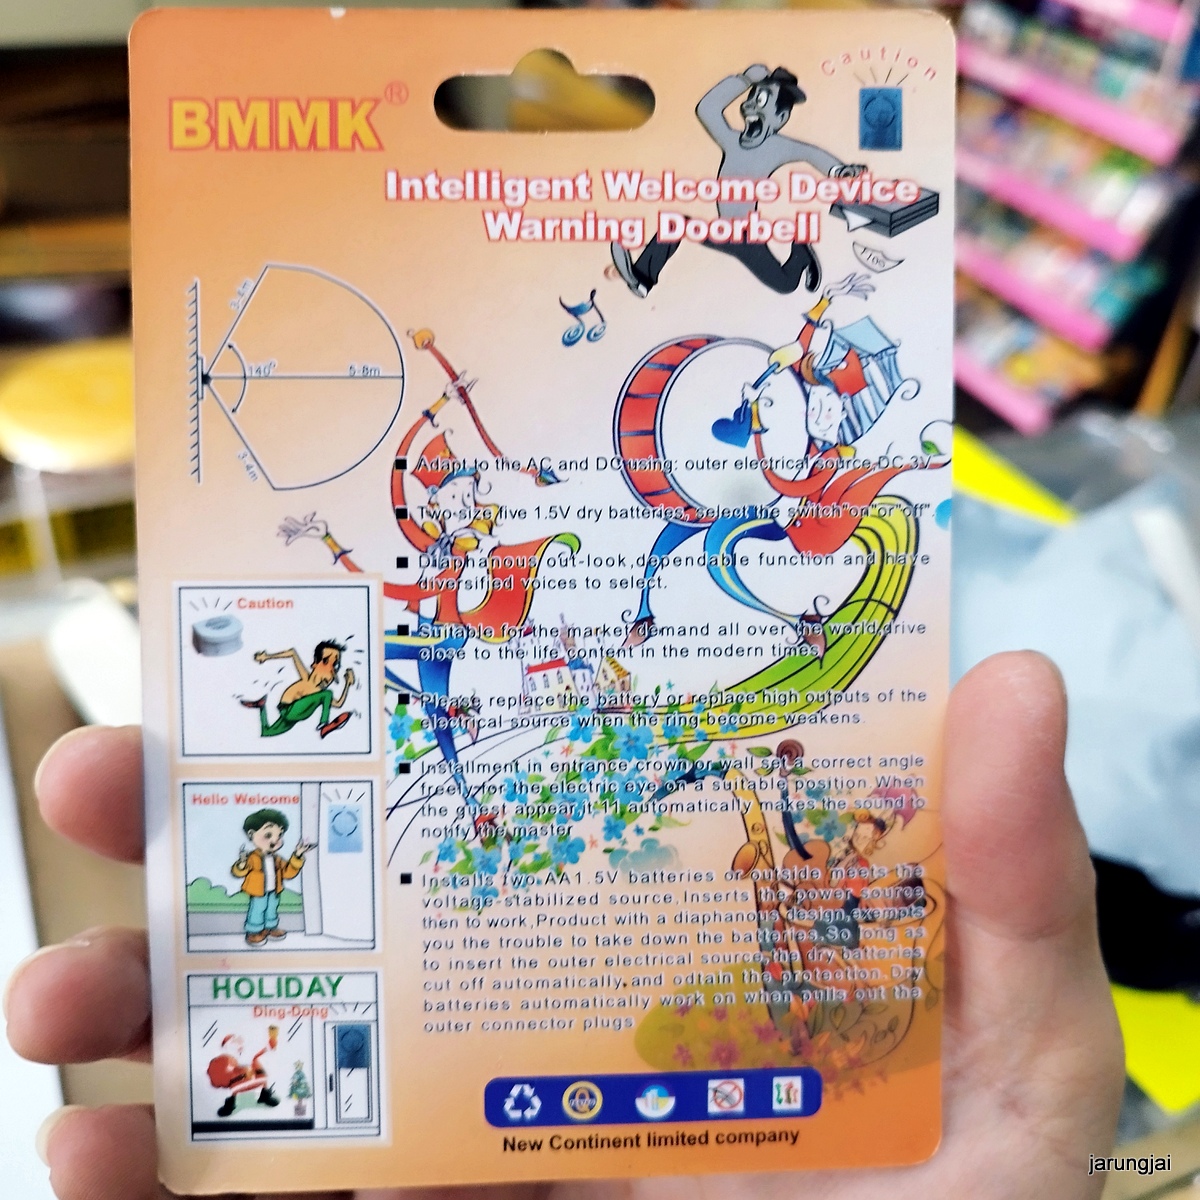 Caution
BMMK®
Intelligent Welcome Device
Warning Doorbell
T100
3-4m
140°
5-8m
3-4m
■ Adapt to the AC and DC using: outer electrical source,DC 3V
■ Two-size five 1.5V dry batteries, select the switch"on"or"off".
■ Diaphanous out-look,dependable function and have
diversified voices to select.
■ Suitable for the market demand all over the world,drive
close to the life content in the modern times
■ Please replace the battery or replace high outputs of the
electrical source when the ring become weakens.
■ Installment in entrance crown or wall set a correct angle
freely for the electric eye on a suitable position.When
the guest appear,it 11 automatically makes the sound to
notify the master
■ Installs two AA1.5V batteries or outside meets the
voltage-stabilized source,Inserts the power source
then to work,Product with a diaphanous design,exempts
you the trouble to take down the batteries,So long as
to insert the outer electrical source,the dry batteries
cut off automatically,and odtain the protection.Dry
batteries automatically work on when pulls out the
outer connector plugs
Caution
Hello Welcome
HOLIDAY
Ding-Dong
New Continent limited company
jarungjai